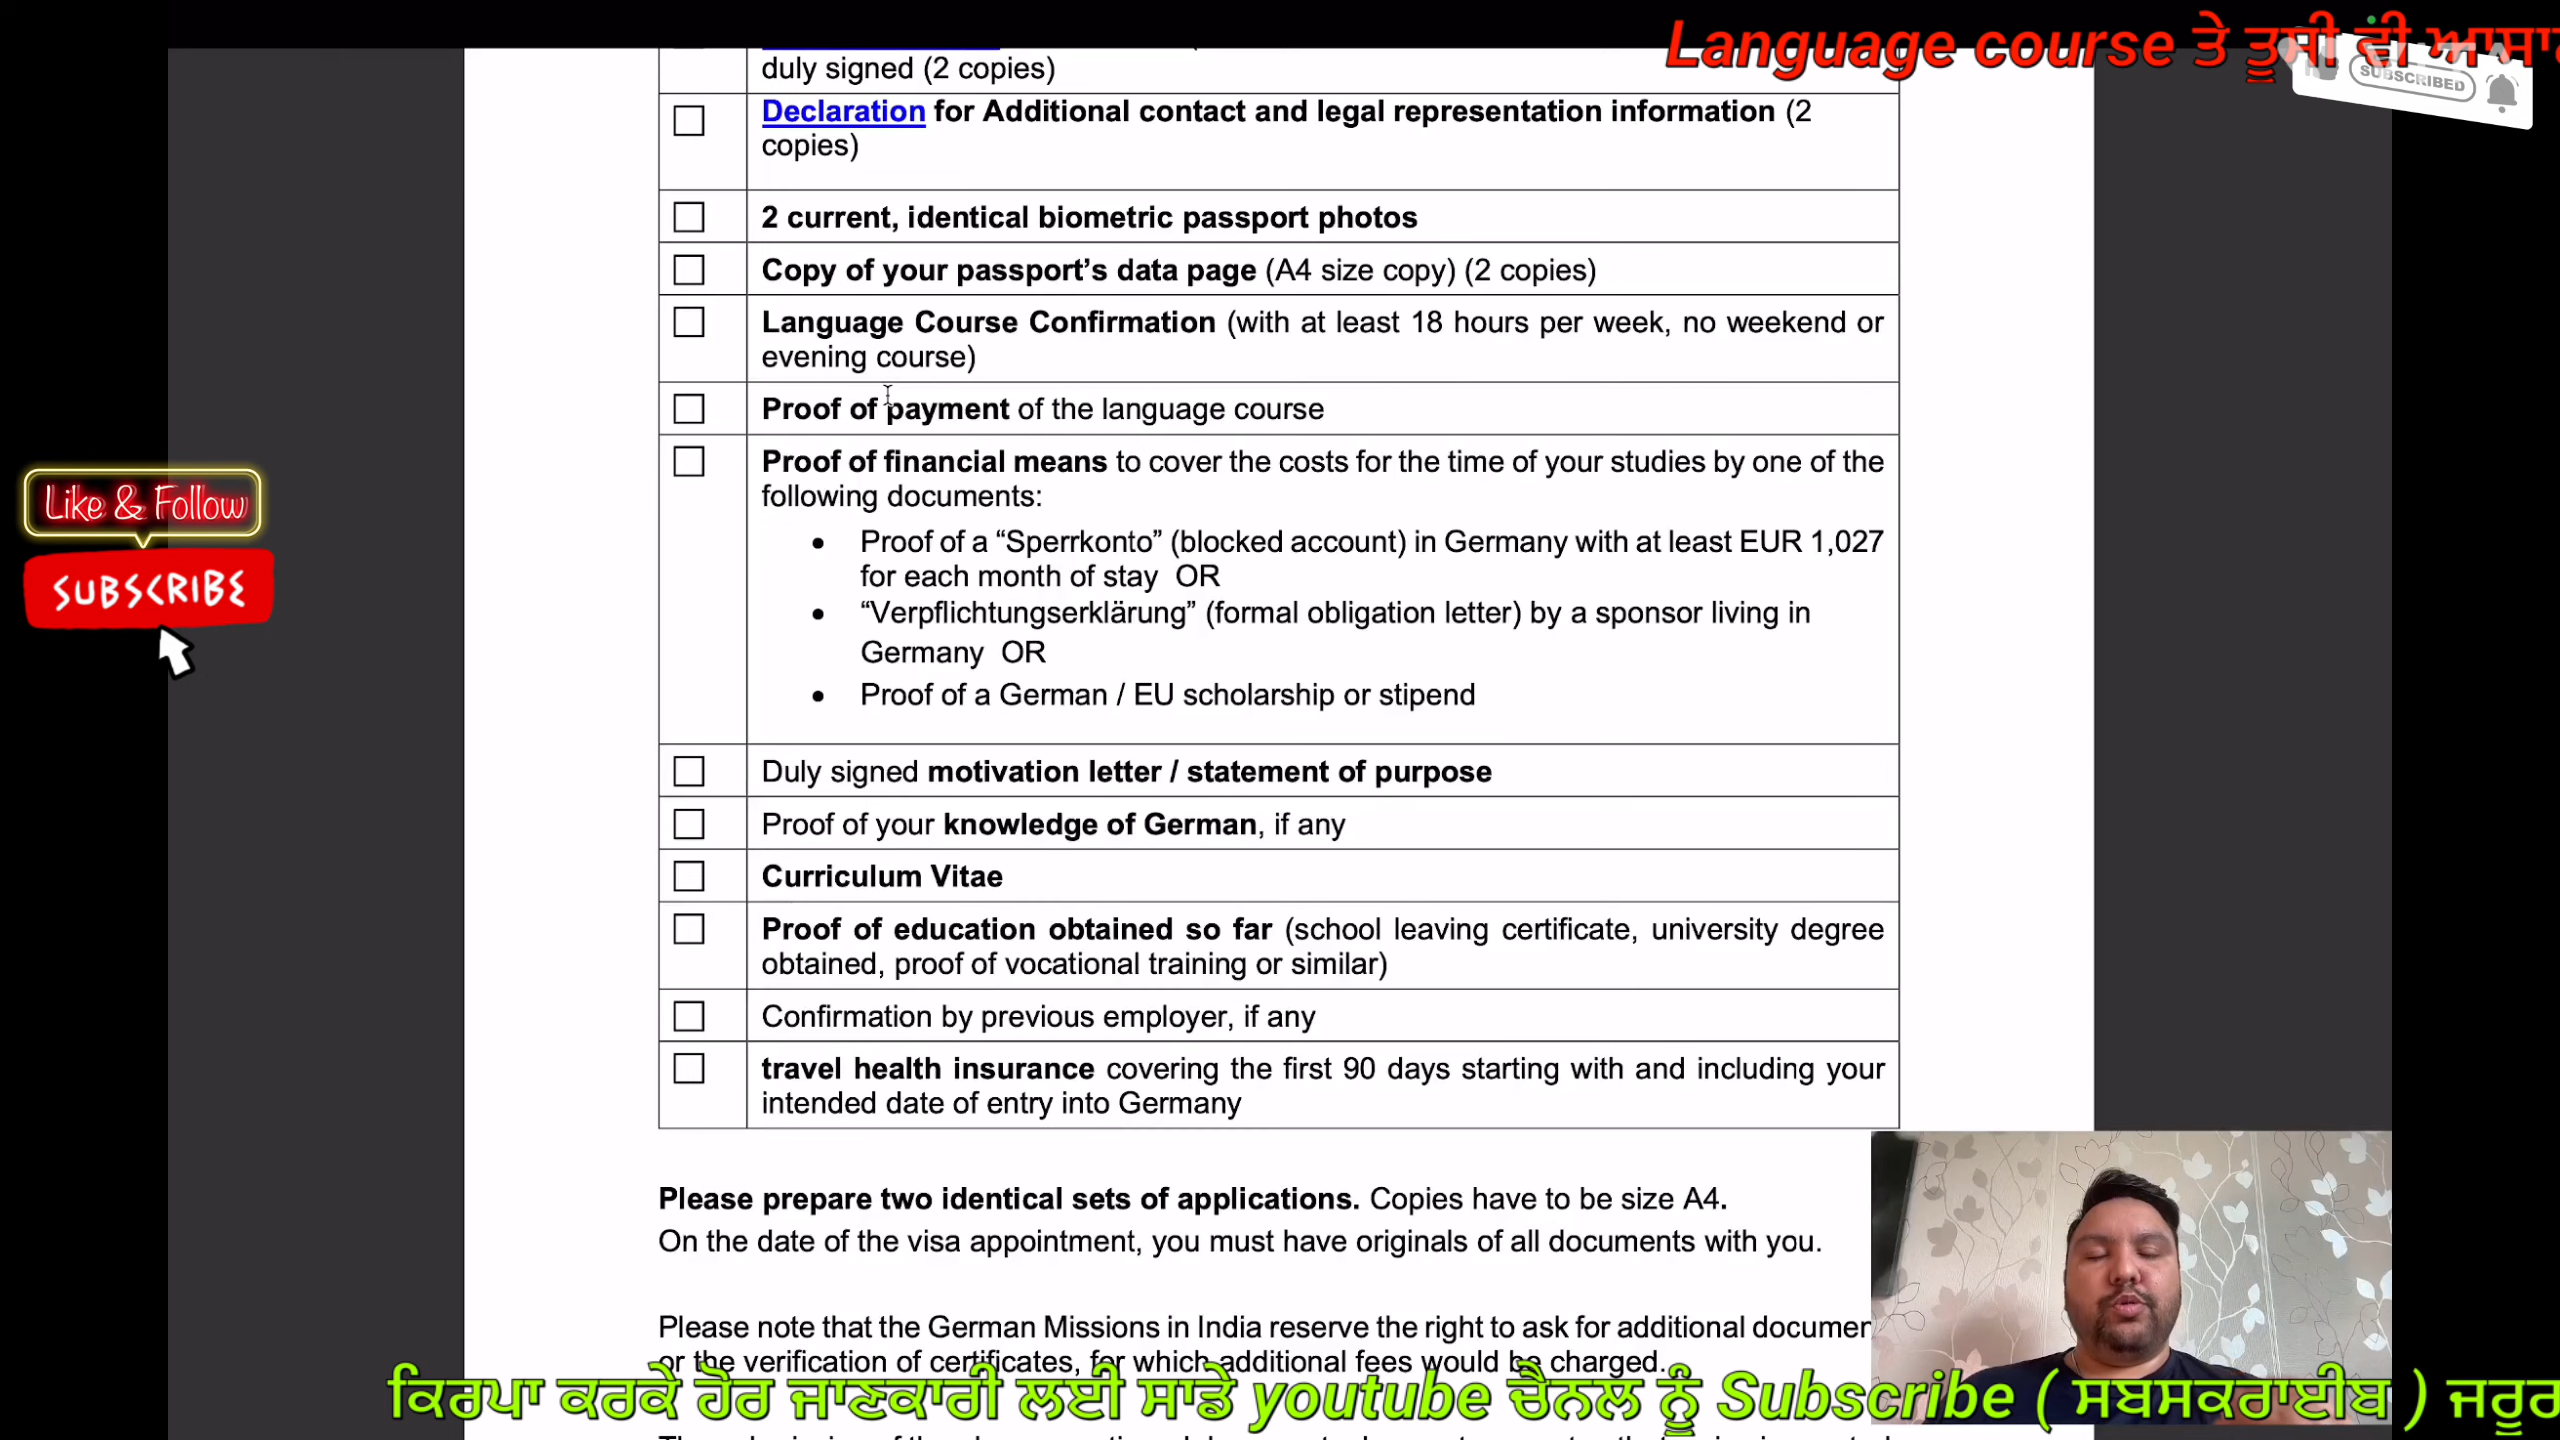 Language course ਤੇ ਤੁਸੀ ਵੀ
SUBSCRIBED
duly signed (2 copies)
Declaration for Additional contact and legal representation information (2
copies)
2 current, identical biometric passport photos
Copy of your passport’s data page (A4 size copy) (2 copies)
Language Course Confirmation (with at least 18 hours per week, no weekend or
evening course)
Proof of payment of the language course
Proof of financial means to cover the costs for the time of your studies by one of the
following documents:
• Proof of a “Sperrkonto” (blocked account) in Germany with at least EUR 1,027
for each month of stay OR
• “Verpflichtungserklärung” (formal obligation letter) by a sponsor living in
Germany OR
• Proof of a German / EU scholarship or stipend
Like & Follow
SUBSCRIBE
Duly signed motivation letter / statement of purpose
Proof of your knowledge of German, if any
Curriculum Vitae
Proof of education obtained so far (school leaving certificate, university degree
obtained, proof of vocational training or similar)
Confirmation by previous employer, if any
travel health insurance covering the first 90 days starting with and including your
intended date of entry into Germany
Please prepare two identical sets of applications. Copies have to be size A4.
On the date of the visa appointment, you must have originals of all documents with you.
Please note that the German Missions in India reserve the right to ask for additional documen
or the verification of certificates, for which additional fees would be charged.
ਕਿਰਪਾ ਕਰਕੇ ਹੋਰ ਜਾਣਕਾਰੀ ਲਈ ਸਾਡੇ youtube ਚੈਨਲ ਨੂੰ Subscribe ( ਸਬਸਕਰਾਈਬ ) ਜਰੂਰ